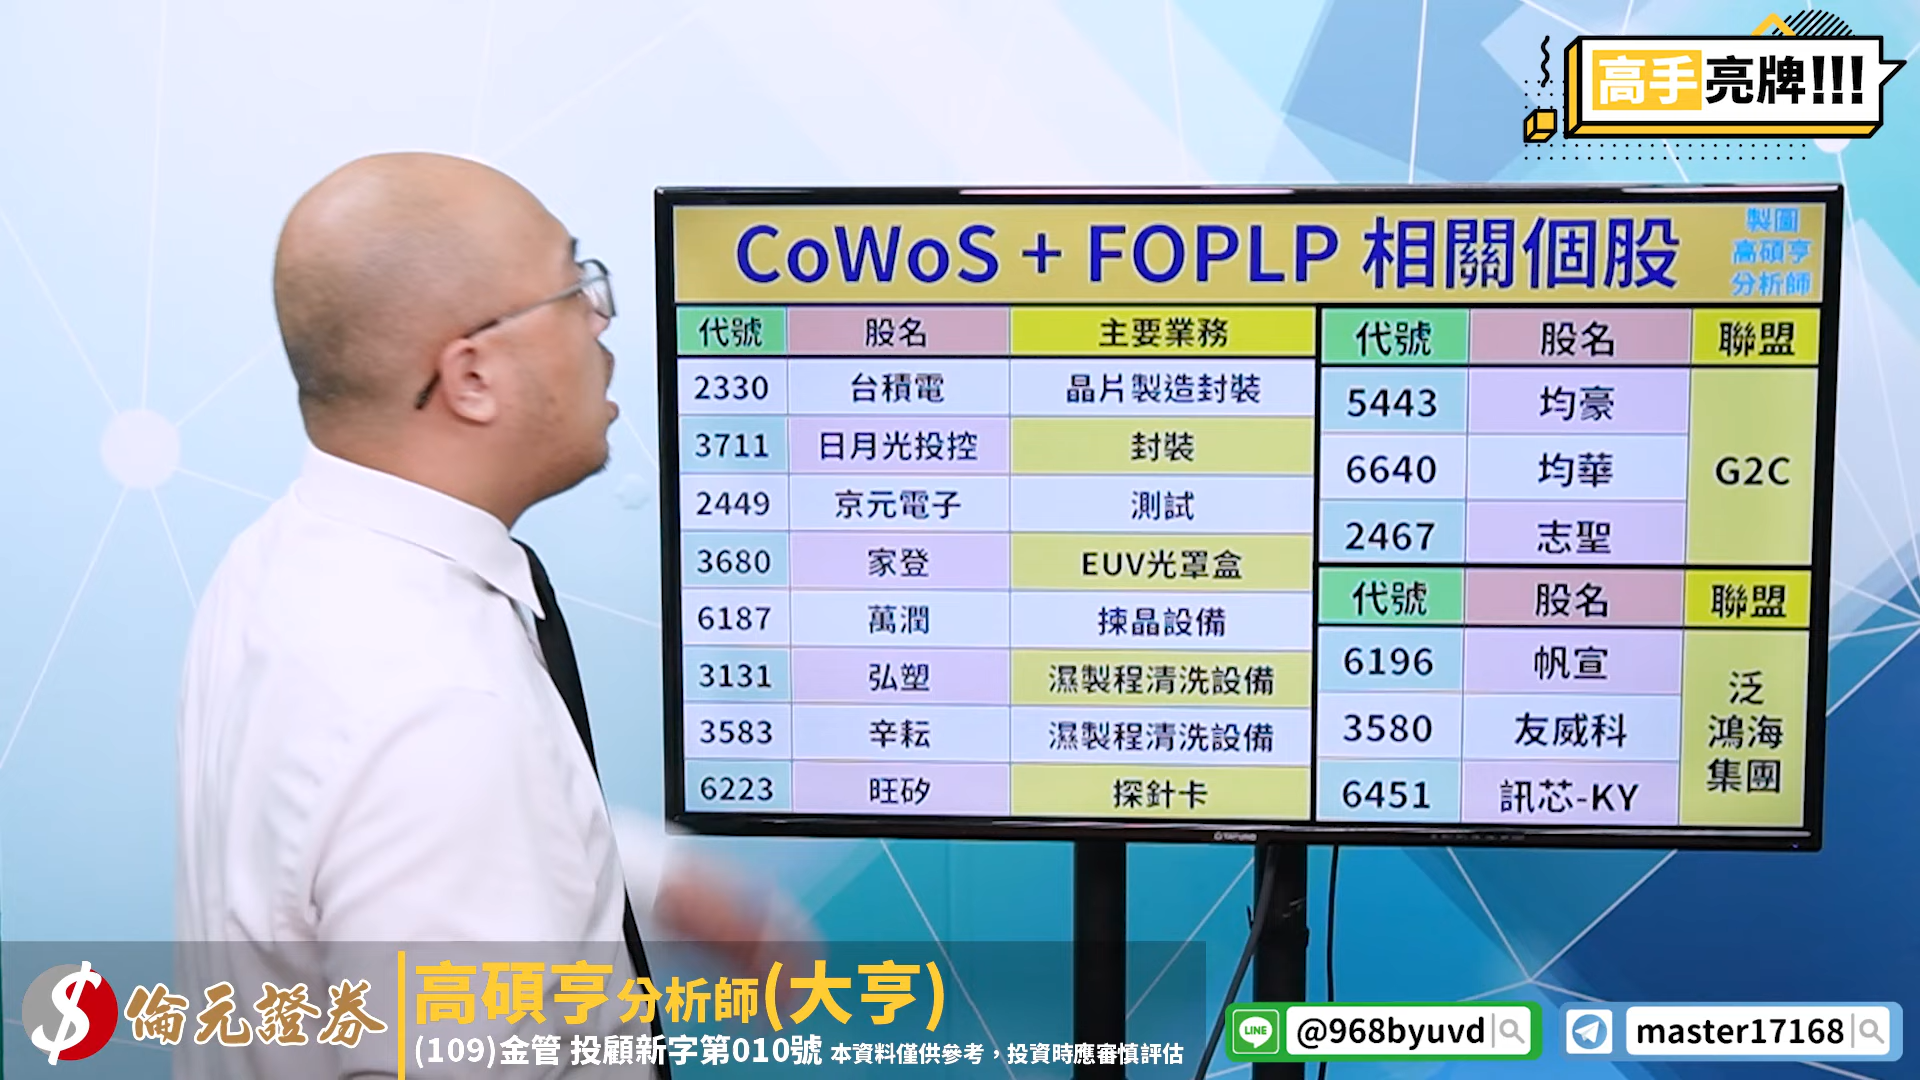 高手亮牌!!!
CoWoS + FOPLP 相關個股
製圖
高碩亨
分析師
代號 股名 主要業務
2330 台積電 晶片製造封裝
3711 日月光投控 封裝
2449 京元電子 測試
3680 家登 EUV光罩盒
6187 萬潤 揀晶設備
3131 弘塑 濕製程清洗設備
3583 辛耘 濕製程清洗設備
6223 旺矽 探針卡
代號 股名 聯盟
5443 均豪
6640 均華
2467 志聖
G2C
代號 股名 聯盟
6196 帆宣
3580 友威科
6451 訊芯-KY
泛
鴻海
集團
倫元證券
高碩亨分析師(大亨)
(109)金管 投顧新字第010號 本資料僅供參考，投資時應審慎評估
LINE @968byuvd
master17168